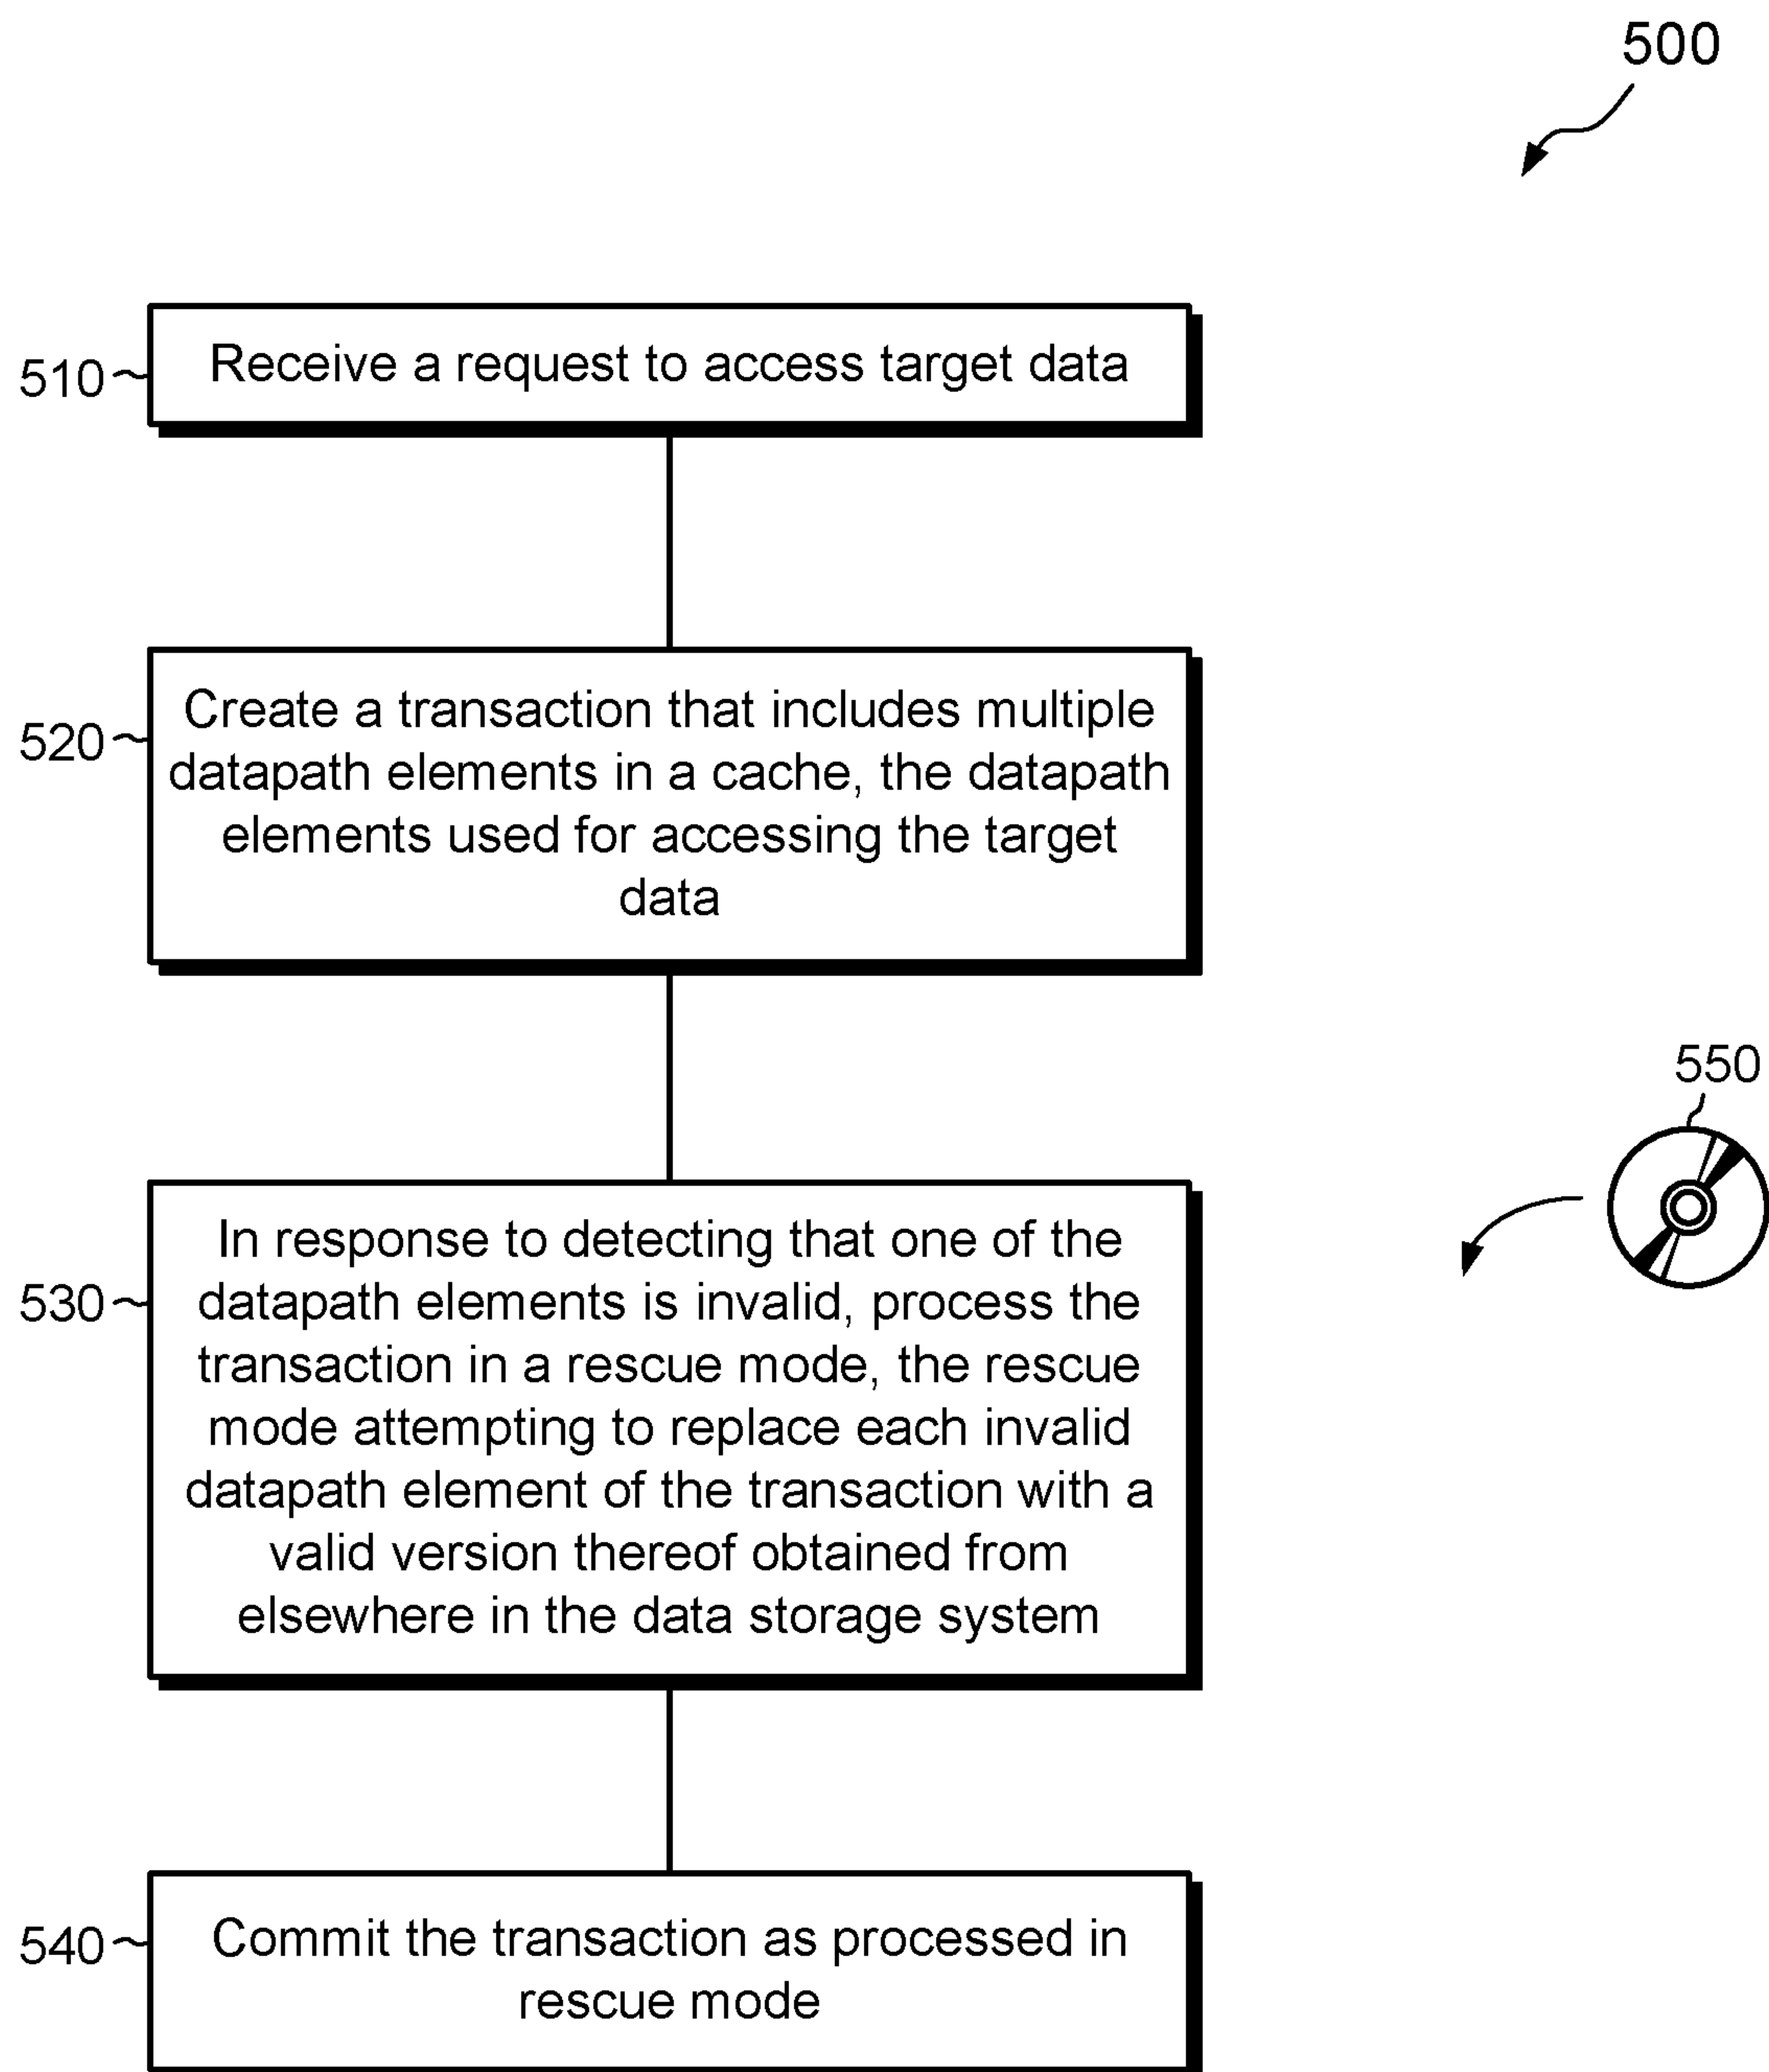 500
510
Receive a request to access target data
520
Create a transaction that includes multiple
datapath elements in a cache, the datapath
elements used for accessing the target
data
550
530
In response to detecting that one of the
datapath elements is invalid, process the
transaction in a rescue mode, the rescue
mode attempting to replace each invalid
datapath element of the transaction with a
valid version thereof obtained from
elsewhere in the data storage system
540
Commit the transaction as processed in
rescue mode